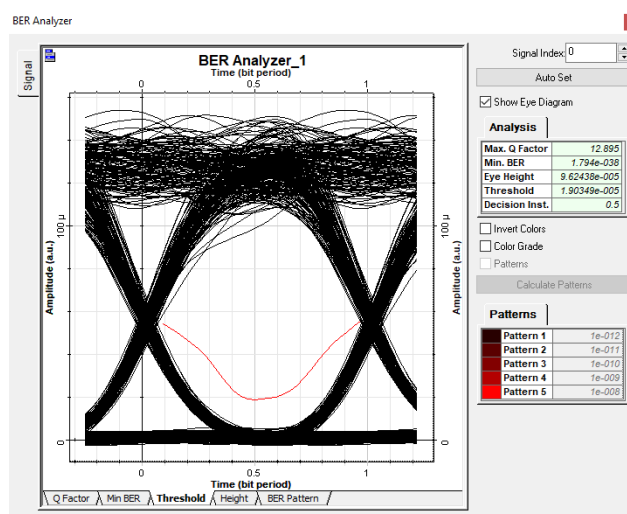 BER Analyzer
Signal
BER Analyzer_1
Time (bit period)
0 0.5 1
Amplitude (a.u.)
100 µ
0
Amplitude (a.u.)
100 µ
0
0 0.5 1
Time (bit period)
Q Factor Min BER Threshold Height BER Pattern
Signal Index: 0
Auto Set
Show Eye Diagram
Analysis
Max. Q Factor 12.895
Min. BER 1.794e-038
Eye Height 9.62438e-005
Threshold 1.90349e-005
Decision Inst. 0.5
Invert Colors
Color Grade
Patterns
Calculate Patterns
Patterns
Pattern 1 1e-012
Pattern 2 1e-011
Pattern 3 1e-010
Pattern 4 1e-009
Pattern 5 1e-008